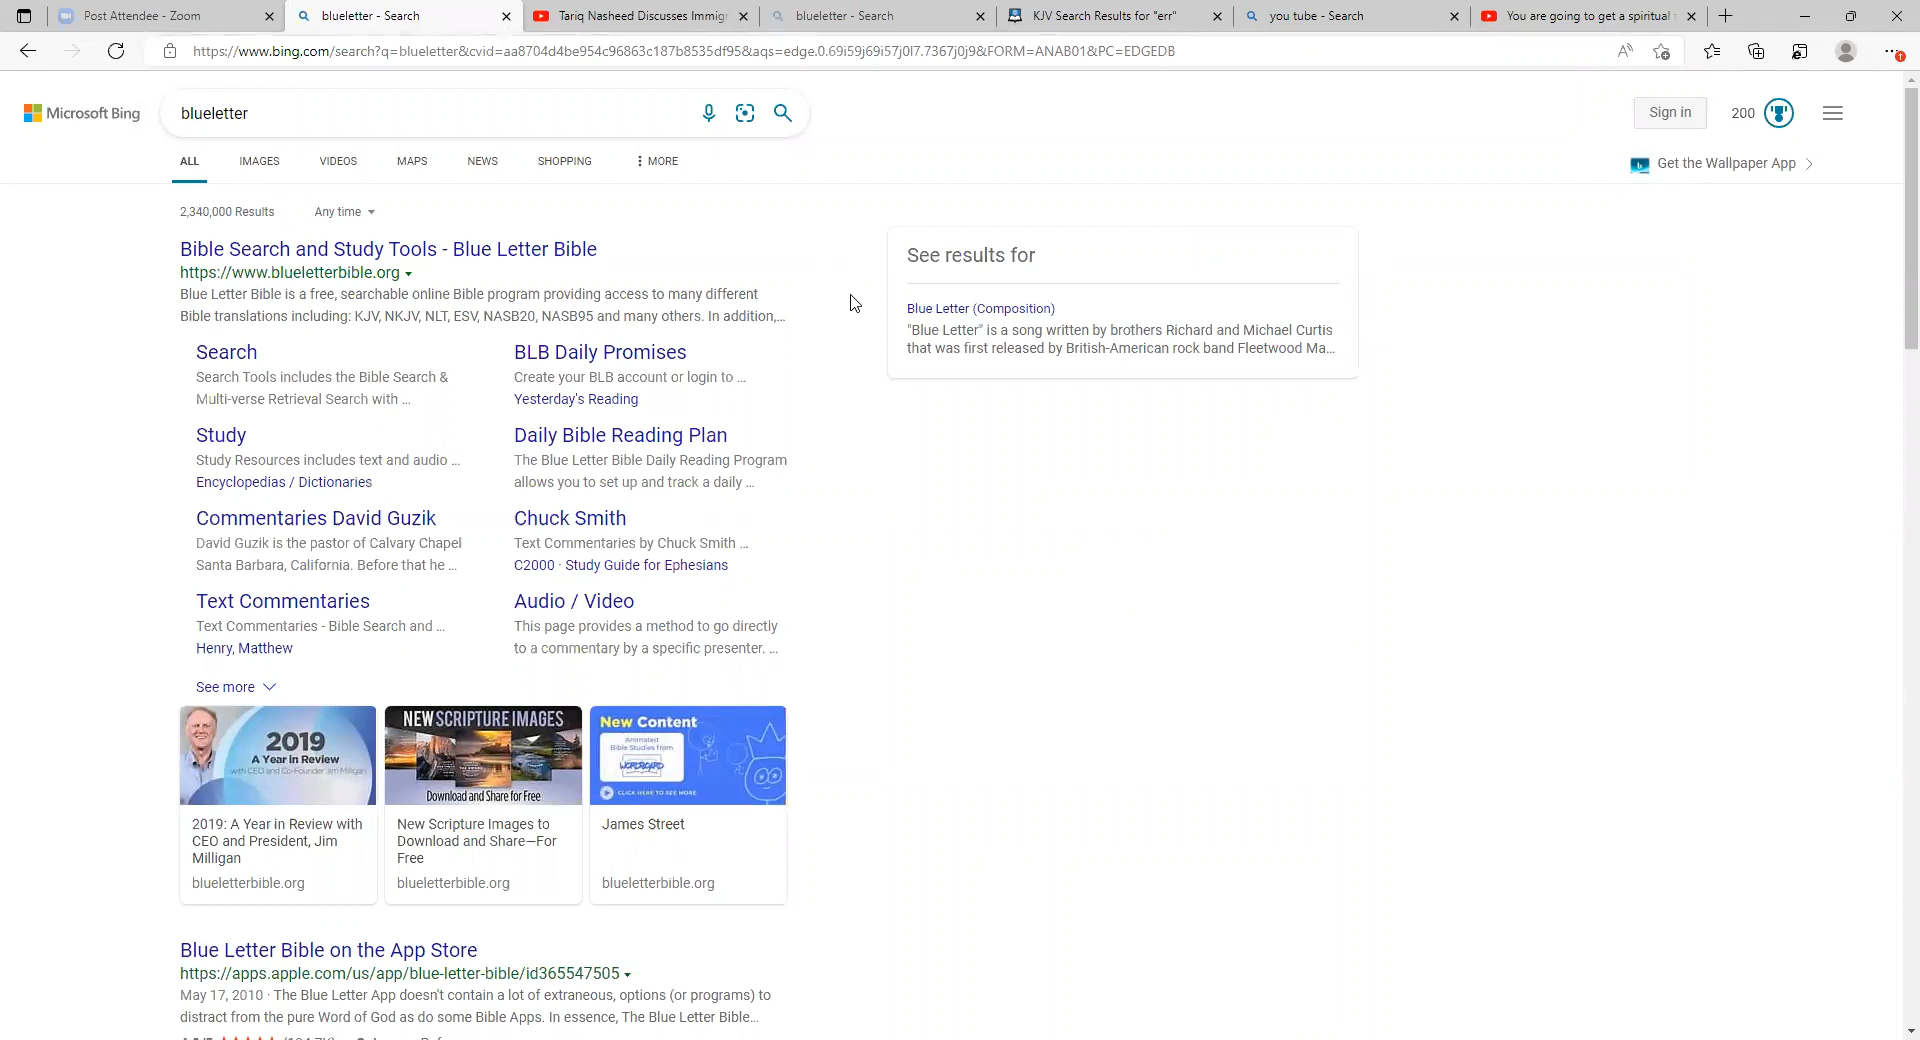 Post Attendee - Zoom
blueletter - Search
Tariq Nasheed Discusses Immig
blueletter - Search
KJV Search Results for "err"
you tube - Search
You are going to get a spiritual
https://www.bing.com/search?q=blueletter&cvid=aa8704d4be954c96863c187b8535df95&aqs=edge.0.69i59j69i57j0l7.7367j0j9&FORM=ANAB01&PC=EDGEDB
Microsoft Bing
blueletter
Sign in
200
ALL
IMAGES
VIDEOS
MAPS
NEWS
SHOPPING
MORE
Get the Wallpaper App
2,340,000 Results
Any time
Bible Search and Study Tools - Blue Letter Bible
https://www.blueletterbible.org
Blue Letter Bible is a free, searchable online Bible program providing access to many different
Bible translations including: KJV, NKJV, NLT, ESV, NASB20, NASB95 and many others. In addition,...
Search
Search Tools includes the Bible Search &
Multi-verse Retrieval Search with ...
BLB Daily Promises
Create your BLB account or login to ...
Yesterday's Reading
Study
Study Resources includes text and audio ...
Encyclopedias / Dictionaries
Daily Bible Reading Plan
The Blue Letter Bible Daily Reading Program
allows you to set up and track a daily ...
Commentaries David Guzik
David Guzik is the pastor of Calvary Chapel
Santa Barbara, California. Before that he ...
Chuck Smith
Text Commentaries by Chuck Smith ...
C2000 · Study Guide for Ephesians
Text Commentaries
Text Commentaries - Bible Search and ...
Henry, Matthew
Audio / Video
This page provides a method to go directly
to a commentary by a specific presenter. ...
See more
2019
A Year in Review
with CEO and Co-Founder Jim Milligan
2019: A Year in Review with
CEO and President, Jim
Milligan
blueletterbible.org
NEW SCRIPTURE IMAGES
Download and Share for Free
New Scripture Images to
Download and Share—For
Free
blueletterbible.org
New Content
Animated
Bible Studies from
WORDBOARD
CLICK HERE TO SEE MORE
James Street
blueletterbible.org
See results for
Blue Letter (Composition)
"Blue Letter" is a song written by brothers Richard and Michael Curtis
that was first released by British-American rock band Fleetwood Ma...
Blue Letter Bible on the App Store
https://apps.apple.com/us/app/blue-letter-bible/id365547505
May 17, 2010 · The Blue Letter App doesn't contain a lot of extraneous, options (or programs) to
distract from the pure Word of God as do some Bible Apps. In essence, The Blue Letter Bible...